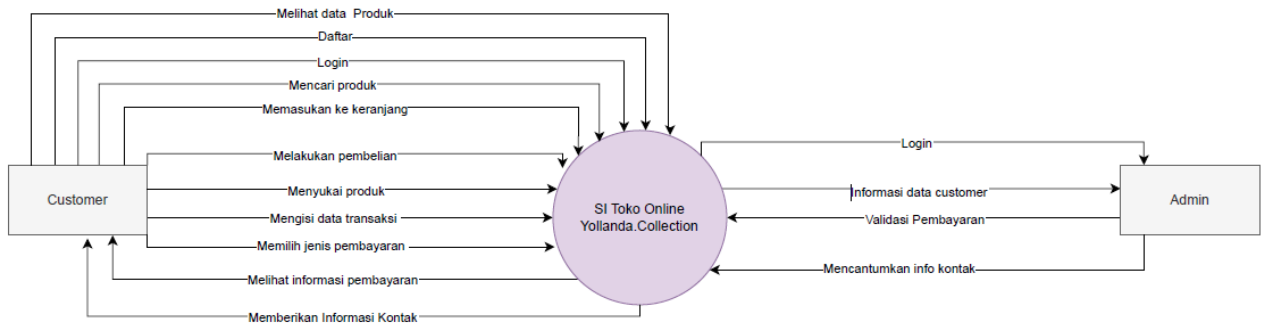 Melihat data Produk
Daftar
Login
Mencari produk
Memasukan ke keranjang
Melakukan pembelian
Menyukai produk
Mengisi data transaksi
Memilih jenis pembayaran
Melihat informasi pembayaran
Memberikan Informasi Kontak
Customer
SI Toko Online
Yollanda.Collection
Login
Informasi data customer
Validasi Pembayaran
Mencantumkan info kontak
Admin